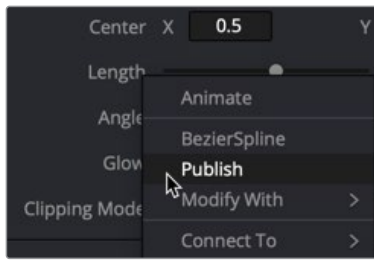 Center X 0.5 Y
Length
Animate
Angle
BezierSpline
Glow
Publish
Clipping Mode
Modify With >
Connect To >